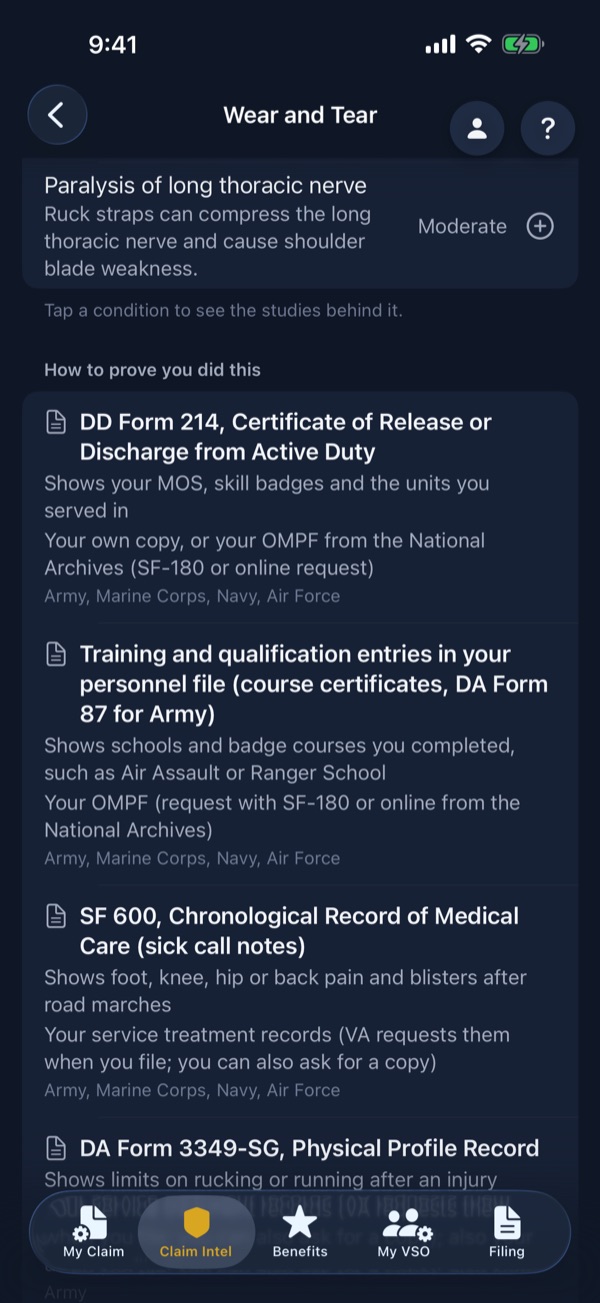 9:41
Wear and Tear
?
Paralysis of long thoracic nerve
Ruck straps can compress the long
thoracic nerve and cause shoulder
blade weakness.
Moderate
Tap a condition to see the studies behind it.
How to prove you did this
DD Form 214, Certificate of Release or
Discharge from Active Duty
Shows your MOS, skill badges and the units you
served in
Your own copy, or your OMPF from the National
Archives (SF-180 or online request)
Army, Marine Corps, Navy, Air Force
Training and qualification entries in your
personnel file (course certificates, DA Form
87 for Army)
Shows schools and badge courses you completed,
such as Air Assault or Ranger School
Your OMPF (request with SF-180 or online from the
National Archives)
Army, Marine Corps, Navy, Air Force
SF 600, Chronological Record of Medical
Care (sick call notes)
Shows foot, knee, hip or back pain and blisters after
road marches
Your service treatment records (VA requests them
when you file; you can also ask for a copy)
Army, Marine Corps, Navy, Air Force
DA Form 3349-SG, Physical Profile Record
Shows limits on rucking or running after an injury
My Claim
Claim Intel
Benefits
My VSO
Filing
Army